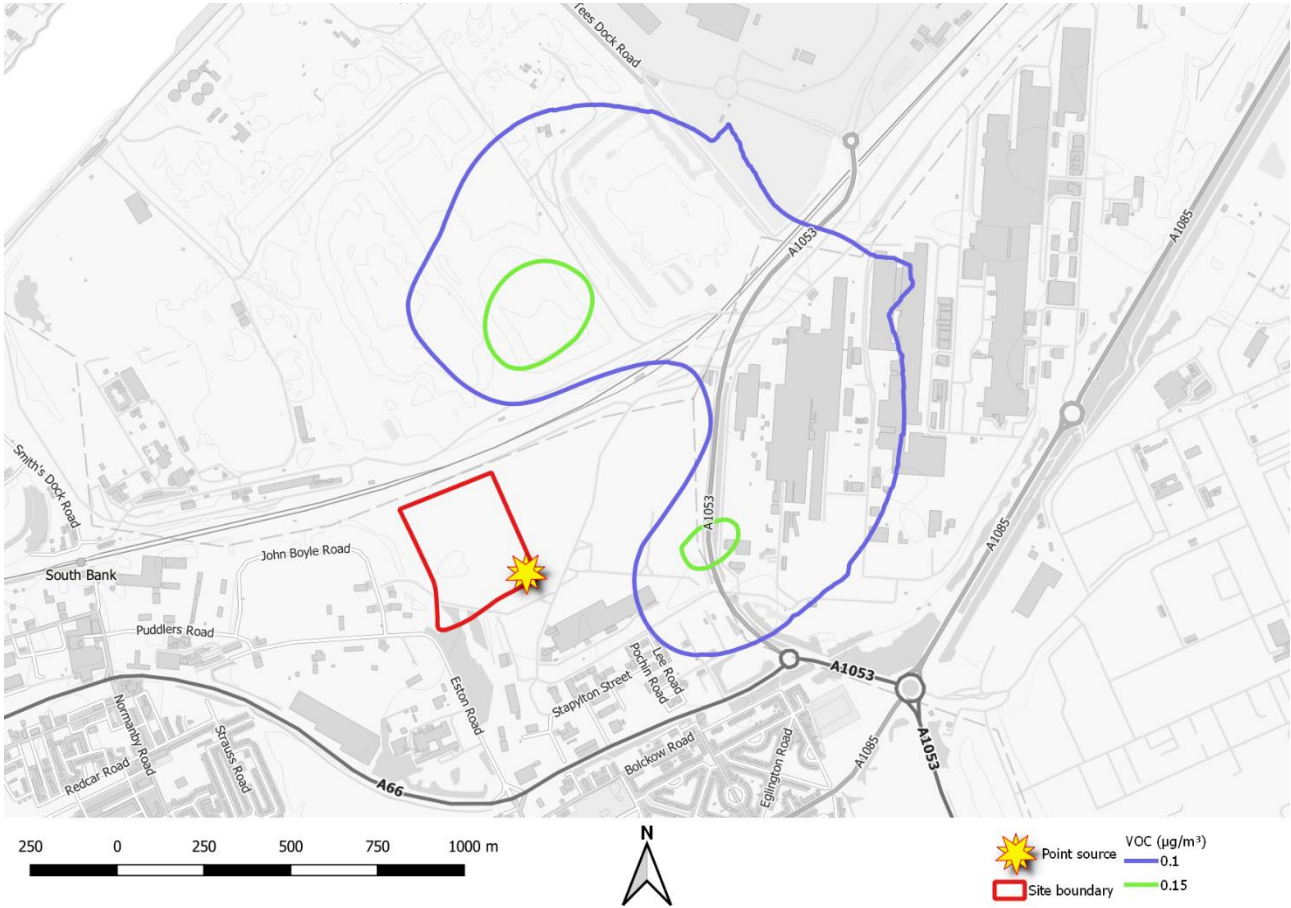 Tees Dock Road
A1053
A1085
Smith's Dock Road
A1053
A1085
South Bank
John Boyle Road
Puddlers Road
Lee Road
Pochin Road
Stapylton Street
Eston Road
A1053
Normanby Road
Strauss Road
Redcar Road
Bolckow Road
Eglington Road
A1085
A1053
A66
250 0 250 500 750 1000 m
N
Point source
Site boundary
VOC (µg/m³)
0.1
0.15